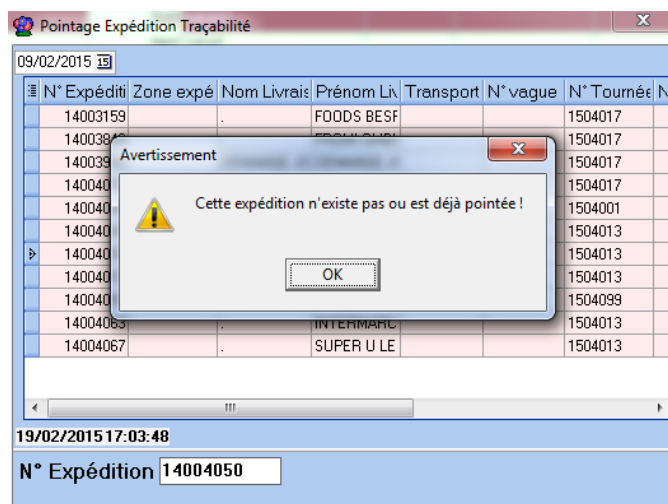 Pointage Expédition Traçabilité
09/02/2015 15
N° Expéditi Zone expé Nom Livrais Prénom Liv Transport N° vague N° Tournée N
14003159 . FOODS BESF 1504017
1504017
1504017
1504017
1504001
1504013
1504013
1504013
1504099
14004063 . INTERMARC 1504013
14004067 . SUPER U LE 1504013
Avertissement
Cette expédition n'existe pas ou est déjà pointée !
OK
19/02/2015 17:03:48
N° Expédition 14004050